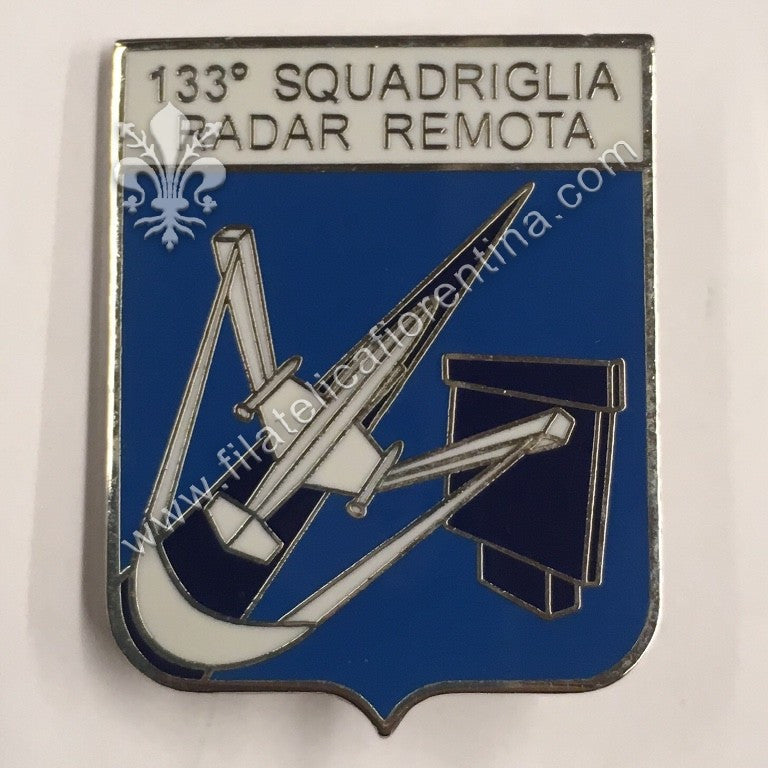 133° SQUADRIGLIA
RADAR REMOTA
www.filatelicafiorentina.com